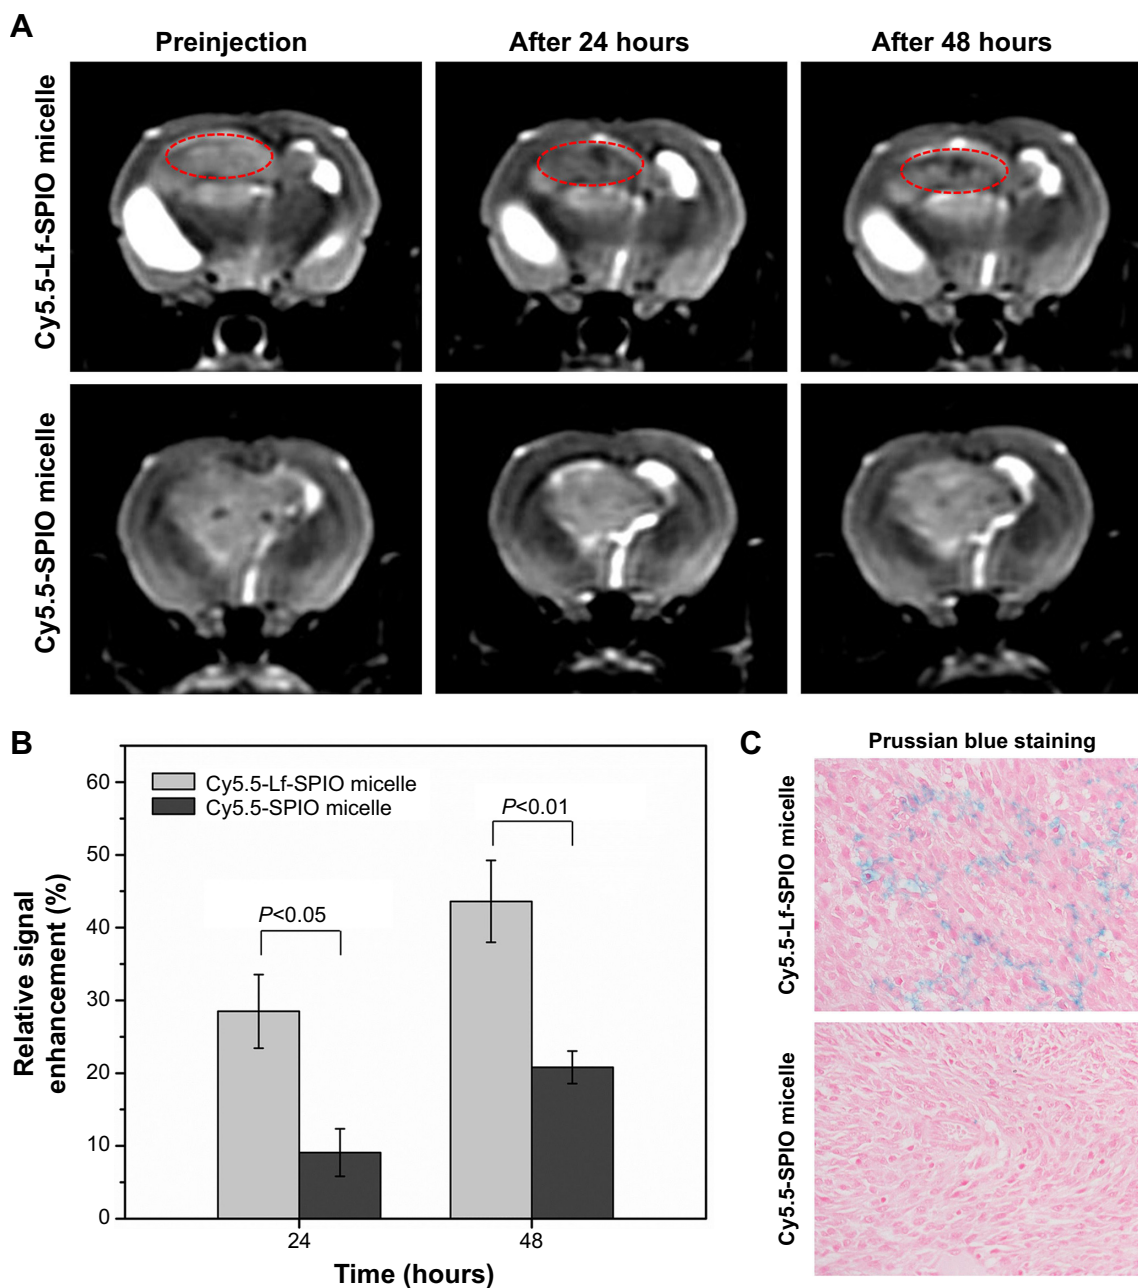 A
Preinjection
After 24 hours
After 48 hours
Cy5.5-Lf-SPIO micelle
Cy5.5-SPIO micelle
B
Relative signal
enhancement (%)
60
50
40
30
20
10
0
Cy5.5-Lf-SPIO micelle
Cy5.5-SPIO micelle
P<0.05
P<0.01
24
48
Time (hours)
C
Prussian blue staining
Cy5.5-Lf-SPIO micelle
Cy5.5-SPIO micelle